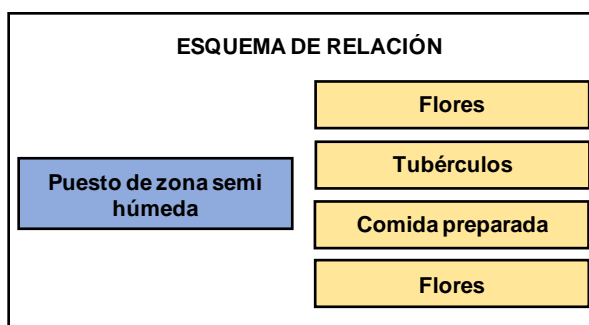 ESQUEMA DE RELACIÓN
Flores
Tubérculos
Puesto de zona semi
húmeda
Comida preparada
Flores